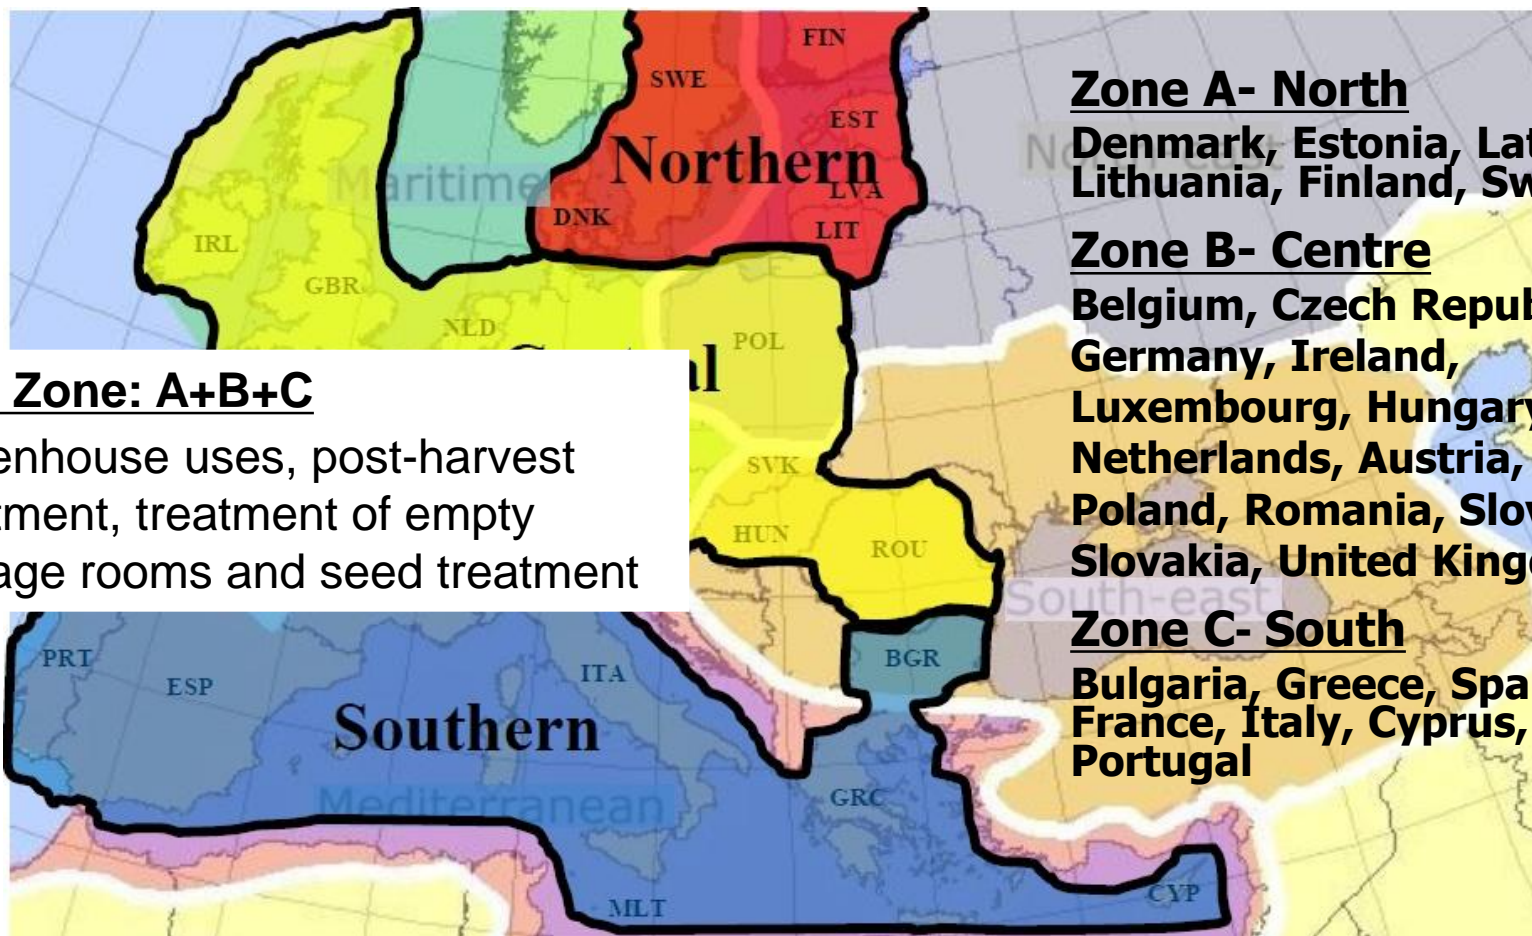 FIN
SWE
EST
Northern
LVA
Maritime
DNK
LIT
IRL
GBR
NLD
POL
Zone A- North
Denmark, Estonia, Lat
Lithuania, Finland, Sw
North-east
Zone B- Centre
Belgium, Czech Repub
Germany, Ireland,
Luxembourg, Hungary
Netherlands, Austria,
Poland, Romania, Slov
Slovakia, United Kingd
Zone C- South
Bulgaria, Greece, Spa
France, Italy, Cyprus,
Portugal
Zone: A+B+C
enhouse uses, post-harvest
tment, treatment of empty
age rooms and seed treatment
SVK
HUN
ROU
South-east
BGR
PRT
ESP
ITA
Southern
Mediterranean
GRC
MLT
CYP